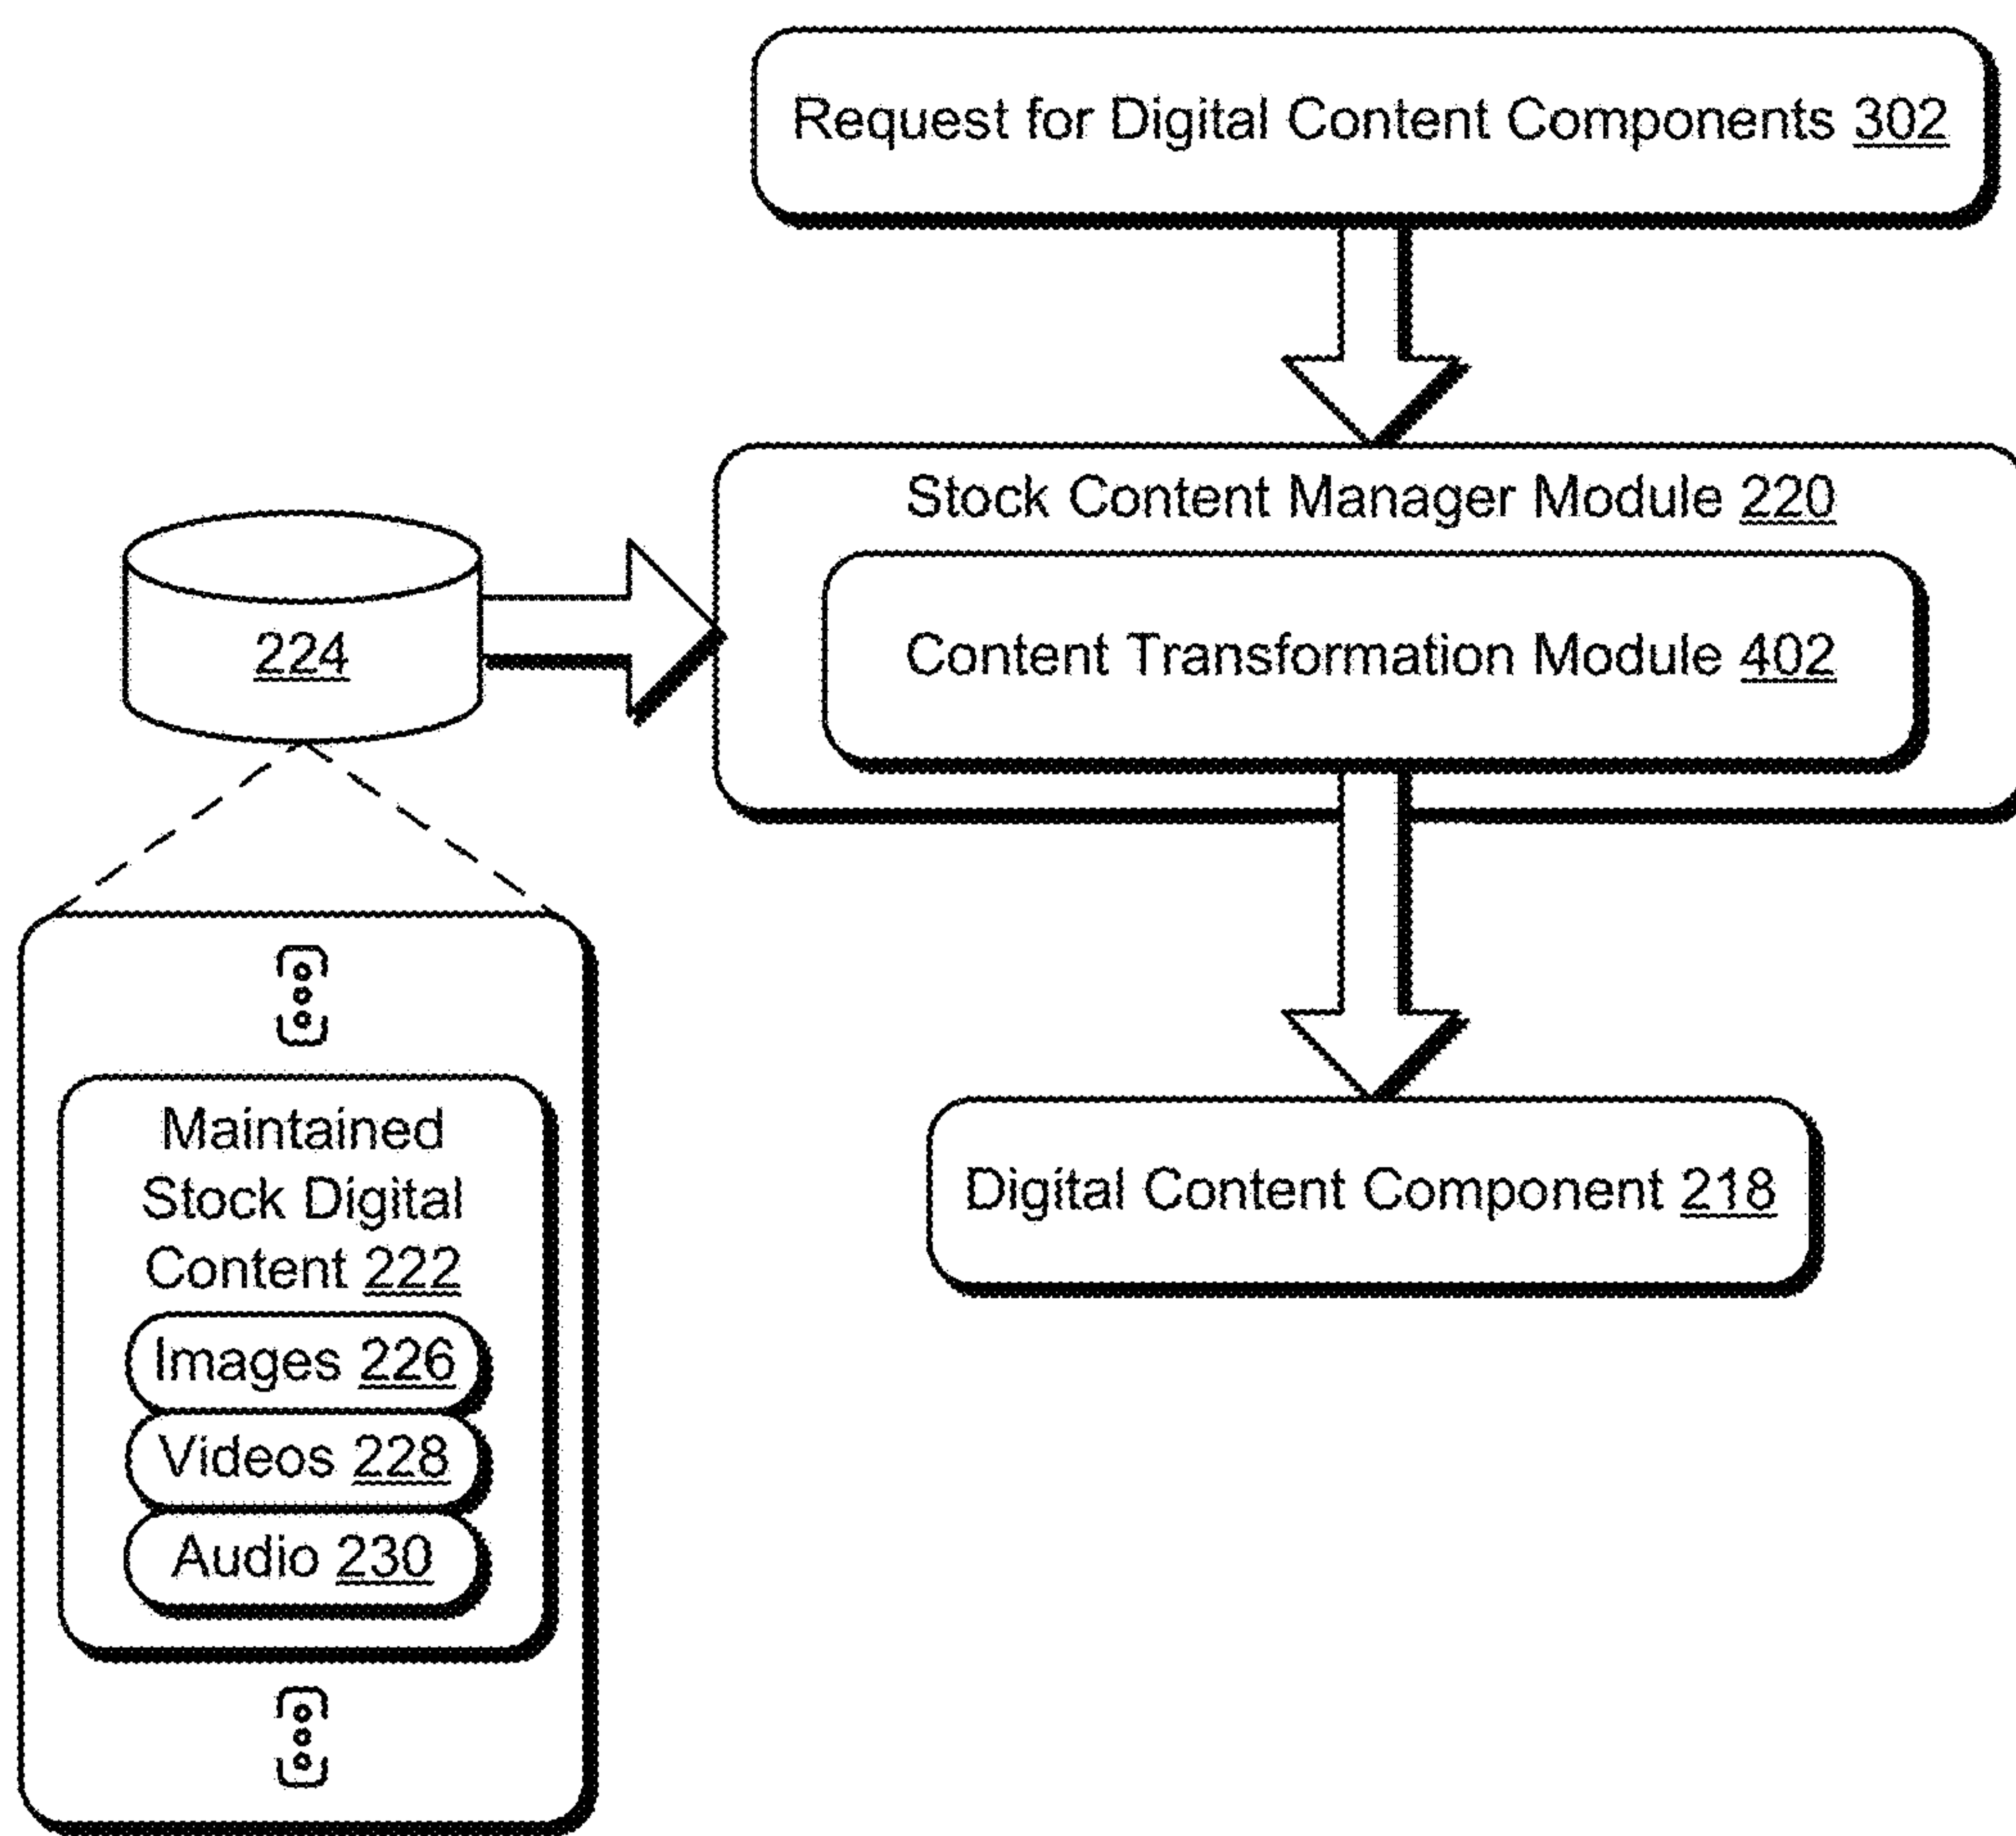 Request for Digital Content Components 302
Stock Content Manager Module 220
Content Transformation Module 402
224
Maintained
Stock Digital
Content 222
Images 226
Videos 228
Audio 230
Digital Content Component 218